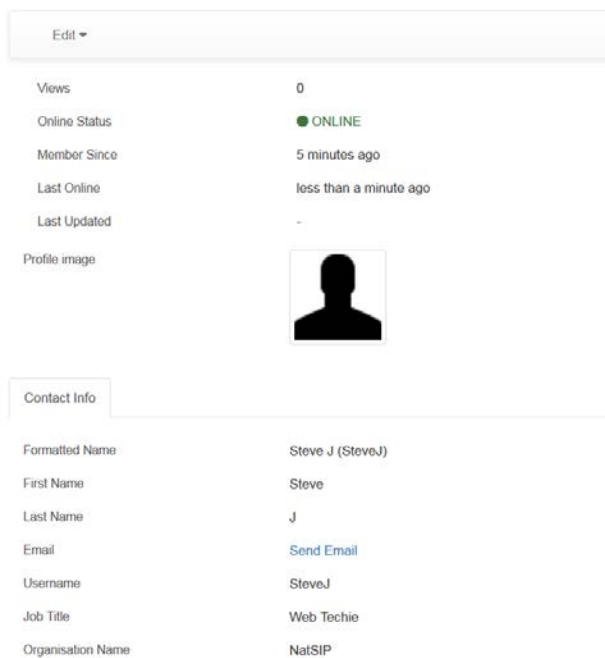 Edit
Views 0
Online Status ONLINE
Member Since 5 minutes ago
Last Online less than a minute ago
Last Updated -
Profile image
Contact Info
Formatted Name Steve J (SteveJ)
First Name Steve
Last Name J
Email Send Email
Username SteveJ
Job Title Web Techie
Organisation Name NatSIP